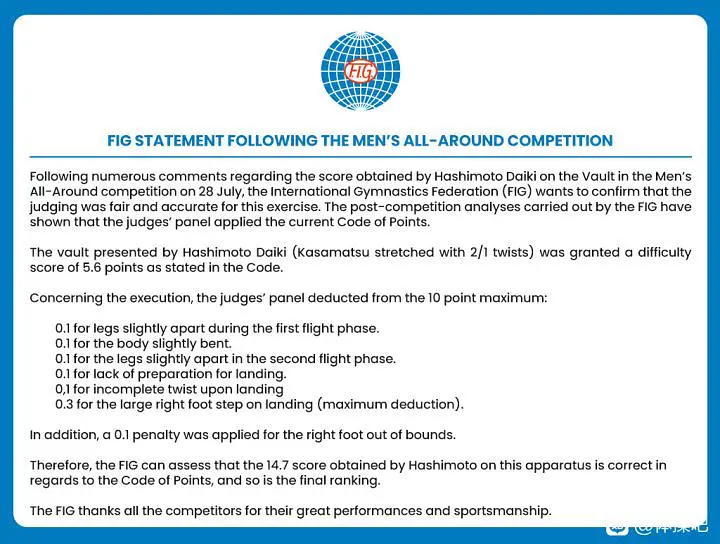 F.I.G.
FIG STATEMENT FOLLOWING THE MEN'S ALL-AROUND COMPETITION
Following numerous comments regarding the score obtained by Hashimoto Daiki on the Vault in the Men's
All-Around competition on 28 July, the International Gymnastics Federation (FIG) wants to confirm that the
judging was fair and accurate for this exercise. The post-competition analyses carried out by the FIG have
shown that the judges' panel applied the current Code of Points.
The vault presented by Hashimoto Daiki (Kasamatsu stretched with 2/1 twists) was granted a difficulty
score of 5.6 points as stated in the Code.
Concerning the execution, the judges' panel deducted from the 10 point maximum:
0.1 for legs slightly apart during the first flight phase.
0.1 for the body slightly bent.
0.1 for the legs slightly apart in the second flight phase.
0.1 for lack of preparation for landing.
0,1 for incomplete twist upon landing
0.3 for the large right foot step on landing (maximum deduction).
In addition, a 0.1 penalty was applied for the right foot out of bounds.
Therefore, the FIG can assess that the 14.7 score obtained by Hashimoto on this apparatus is correct in
regards to the Code of Points, and so is the final ranking.
The FIG thanks all the competitors for their great performances and sportsmanship.